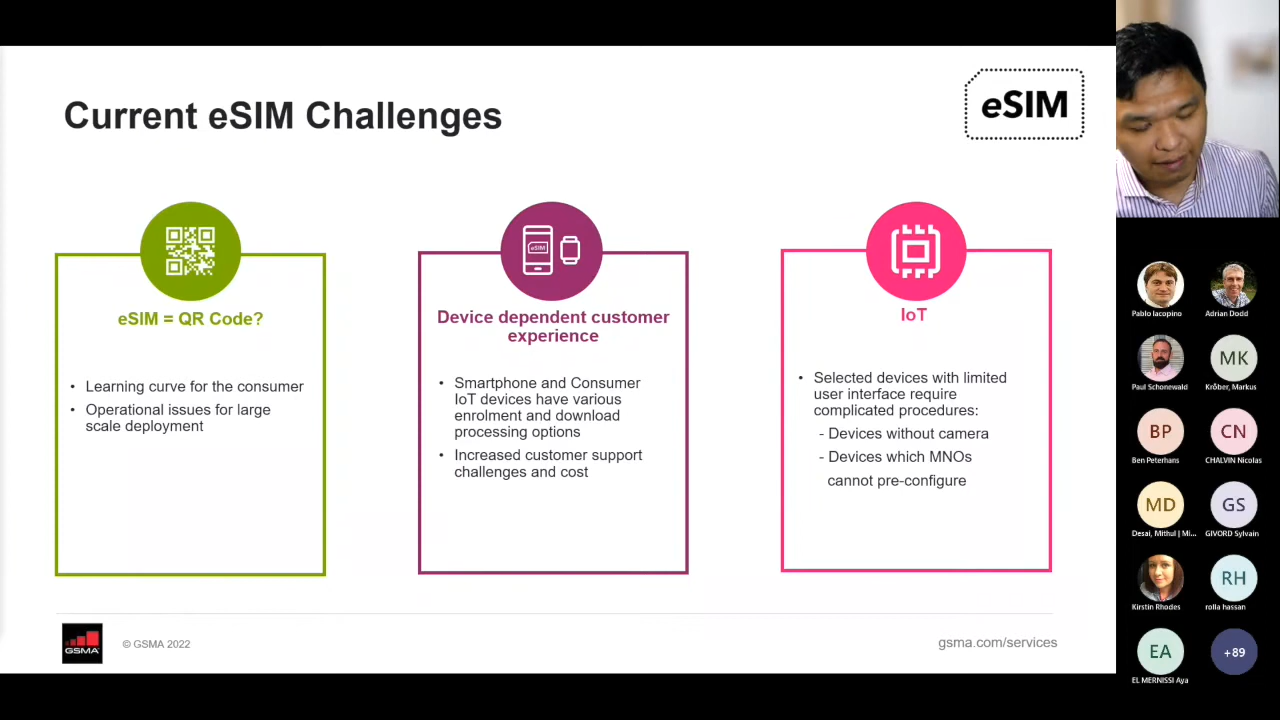 Current eSIM Challenges
eSIM
eSIM = QR Code?
• Learning curve for the consumer
• Operational issues for large
scale deployment
eSIM
Device dependent customer
experience
• Smartphone and Consumer
IoT devices have various
enrolment and download
processing options
• Increased customer support
challenges and cost
IoT
• Selected devices with limited
user interface require
complicated procedures:
- Devices without camera
- Devices which MNOs
cannot pre-configure
GSMA
© GSMA 2022
gsma.com/services
Pablo Iacopino
Adrian Dodd
Paul Schonewald
MK
Kröber, Markus
BP
Ben Peterhans
CN
CHALVIN Nicolas
MD
Desai, Mithul | Mi...
GS
GIVORD Sylvain
Kirstin Rhodes
RH
rolla hassan
EA
EL MERNISSI Aya
+89